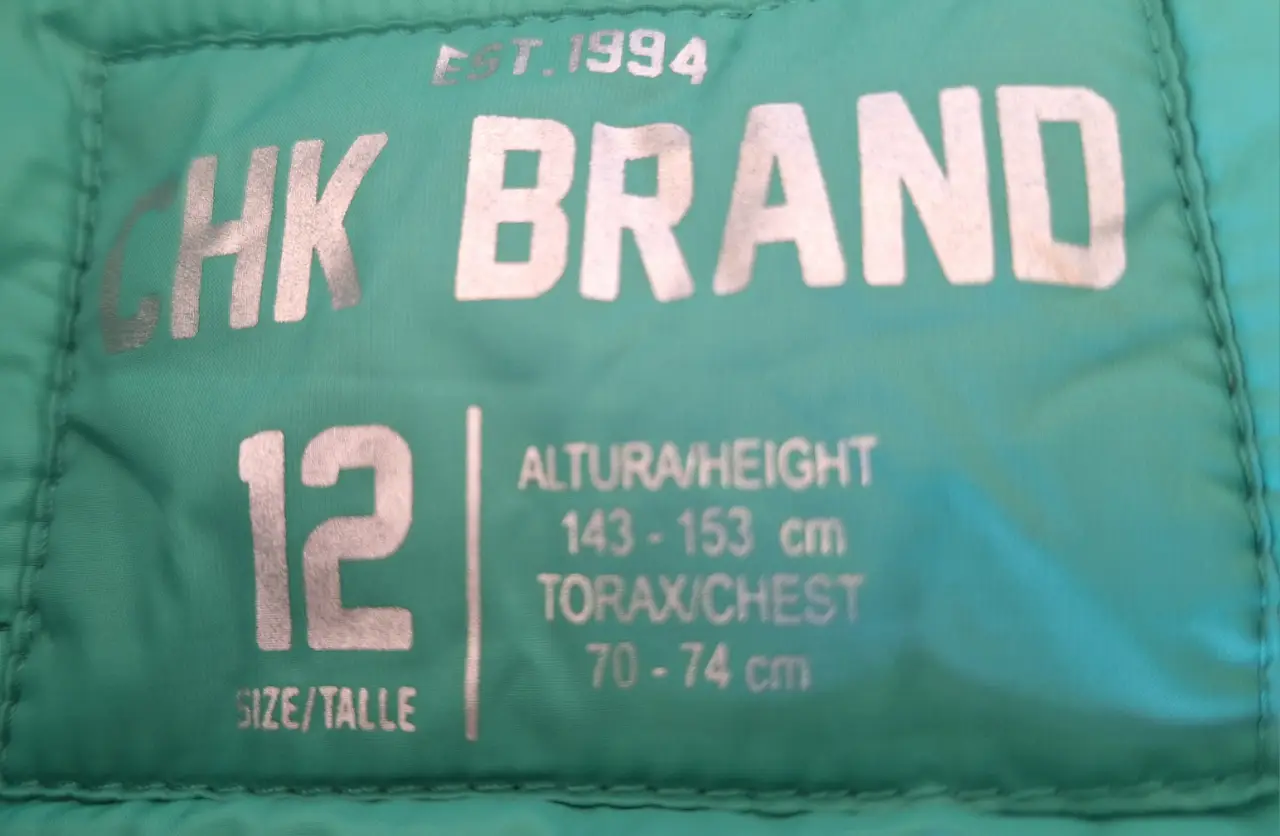 EST.1994
CHK BRAND
12
SIZE/TALLE
ALTURA/HEIGHT
143 - 153 cm
TORAX/CHEST
70 - 74 cm